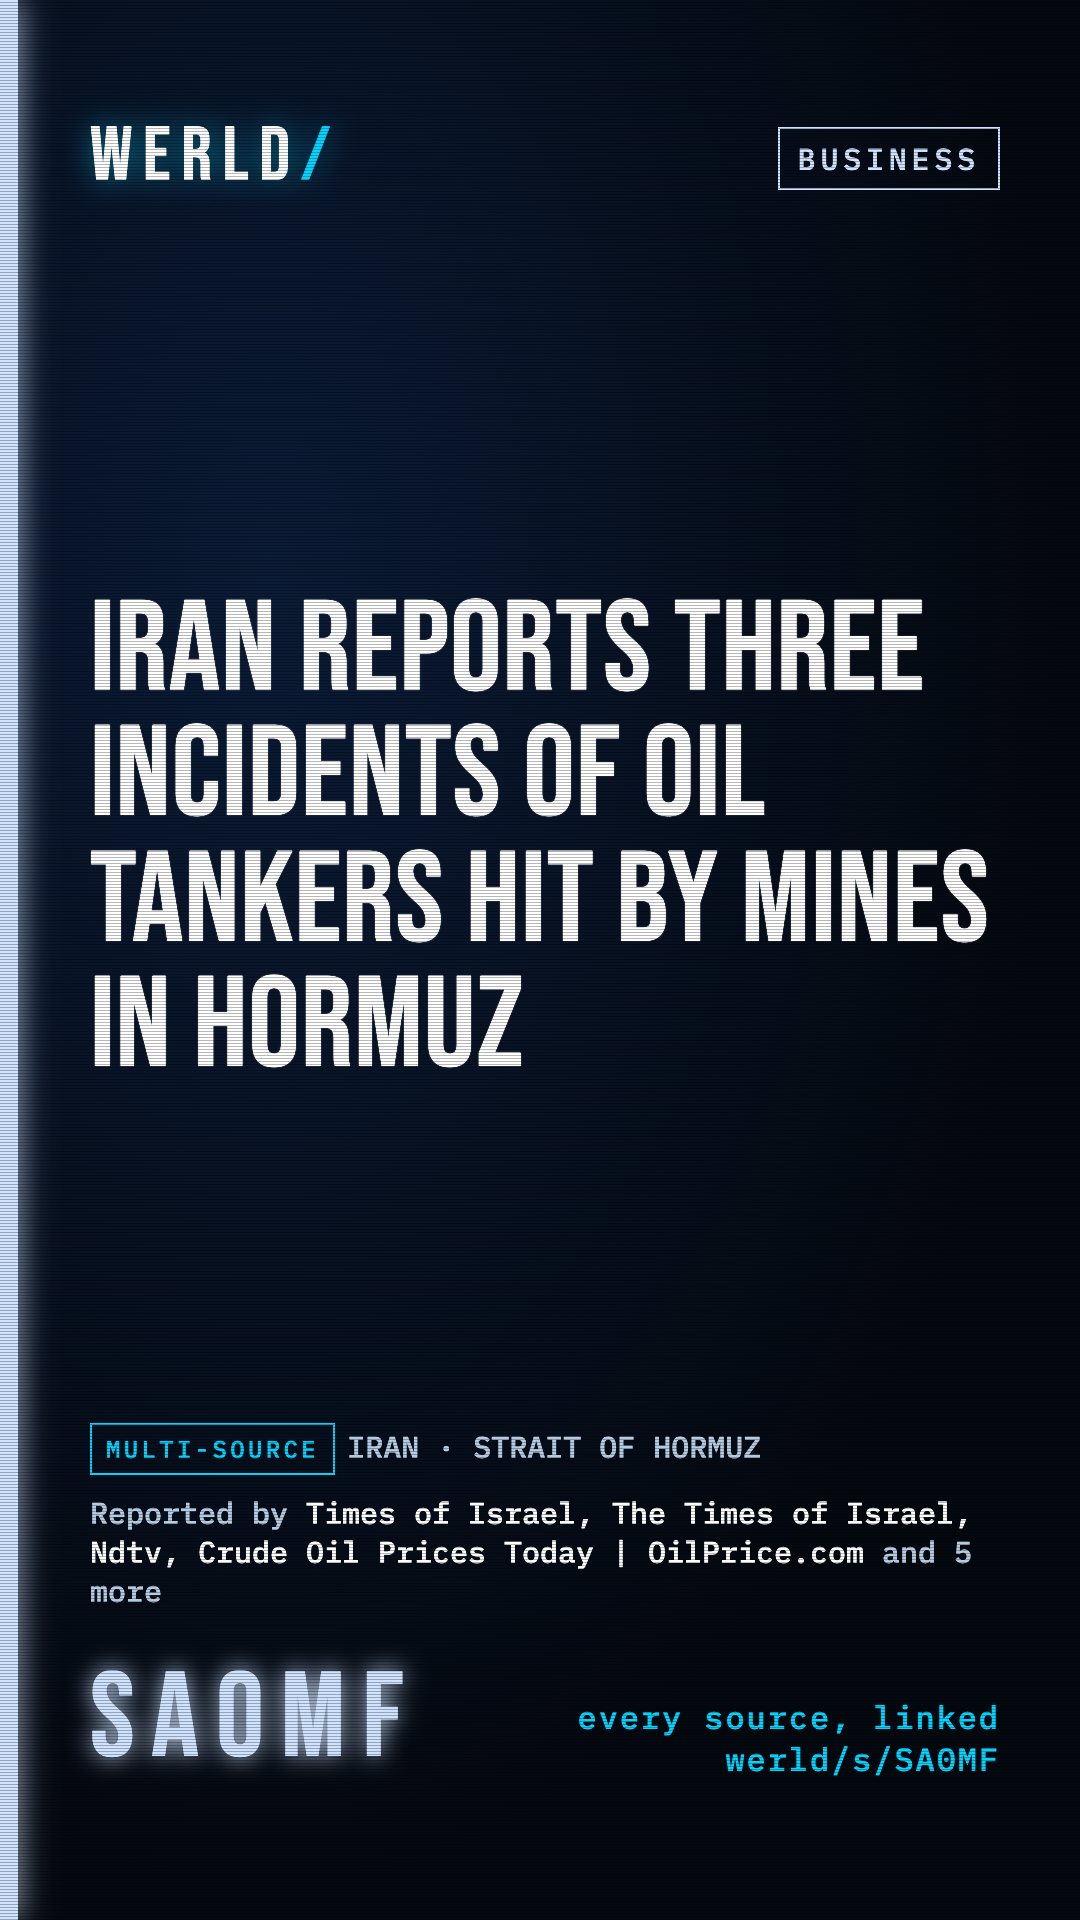 WERLD/
BUSINESS
IRAN REPORTS THREE
INCIDENTS OF OIL
TANKERS HIT BY MINES
IN HORMUZ
MULTI-SOURCE IRAN · STRAIT OF HORMUZ
Reported by Times of Israel, The Times of Israel,
Ndtv, Crude Oil Prices Today | OilPrice.com and 5
more
SA0MF
every source, linked
werld/s/SA0MF